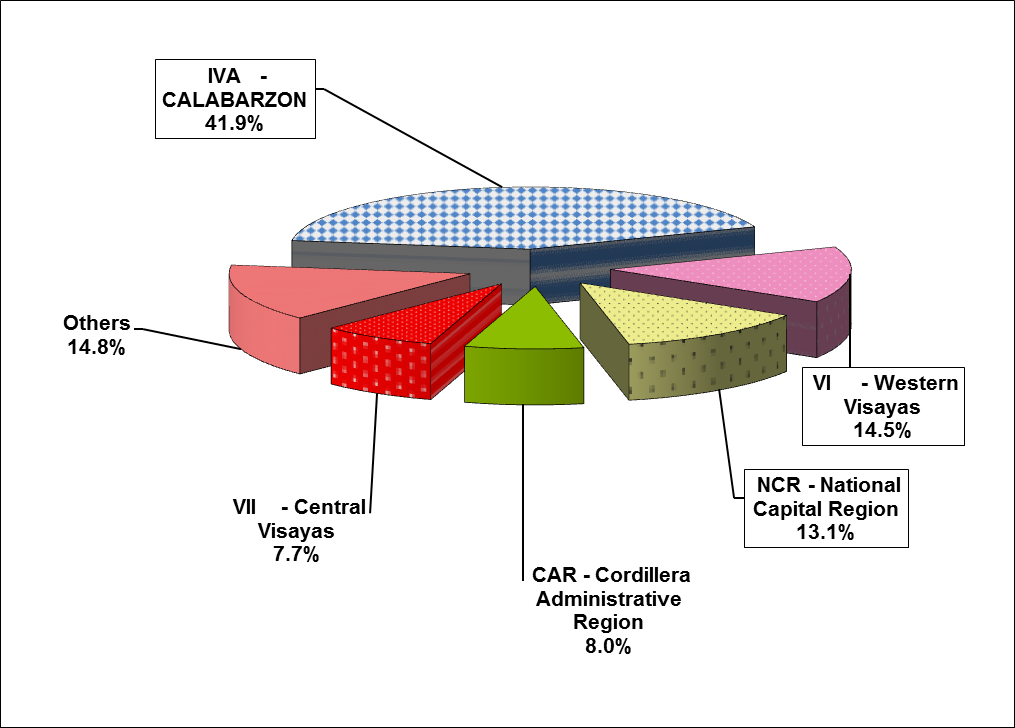 IVA - CALABARZON
41.9%
Others
14.8%
VI - Western
Visayas
14.5%
NCR - National
Capital Region
13.1%
VII - Central
Visayas
7.7%
CAR - Cordillera
Administrative
Region
8.0%